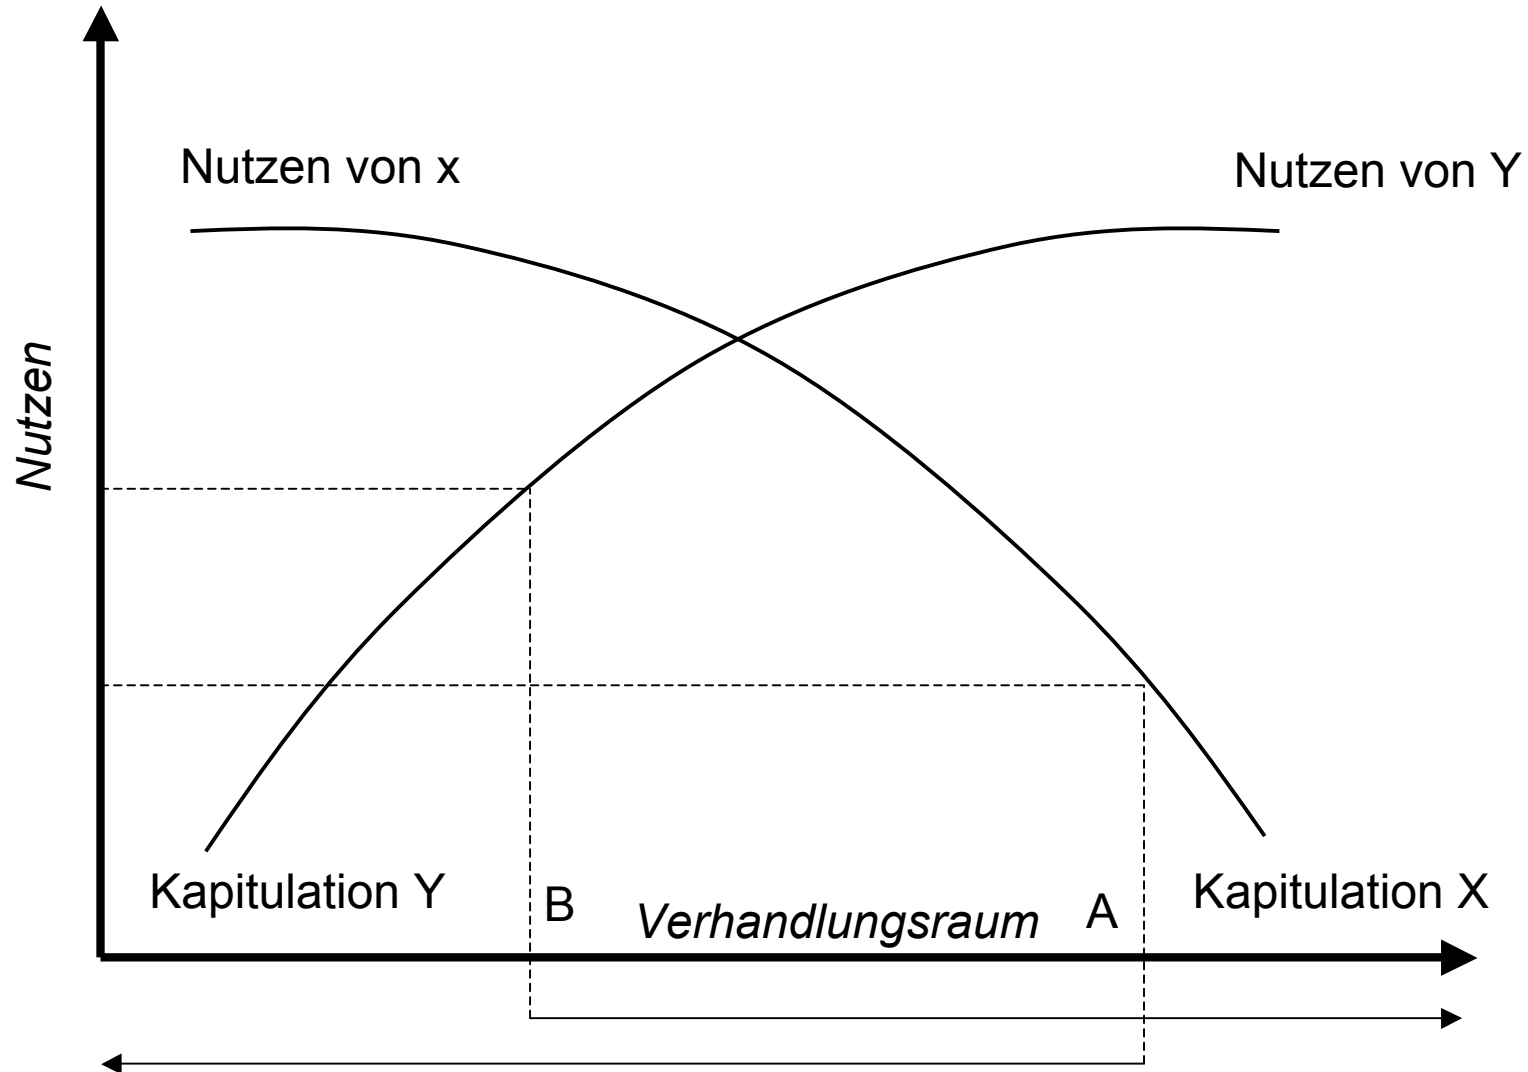 Nutzen von x
Nutzen von Y
Nutzen
Kapitulation Y
B
Verhandlungsraum
A
Kapitulation X